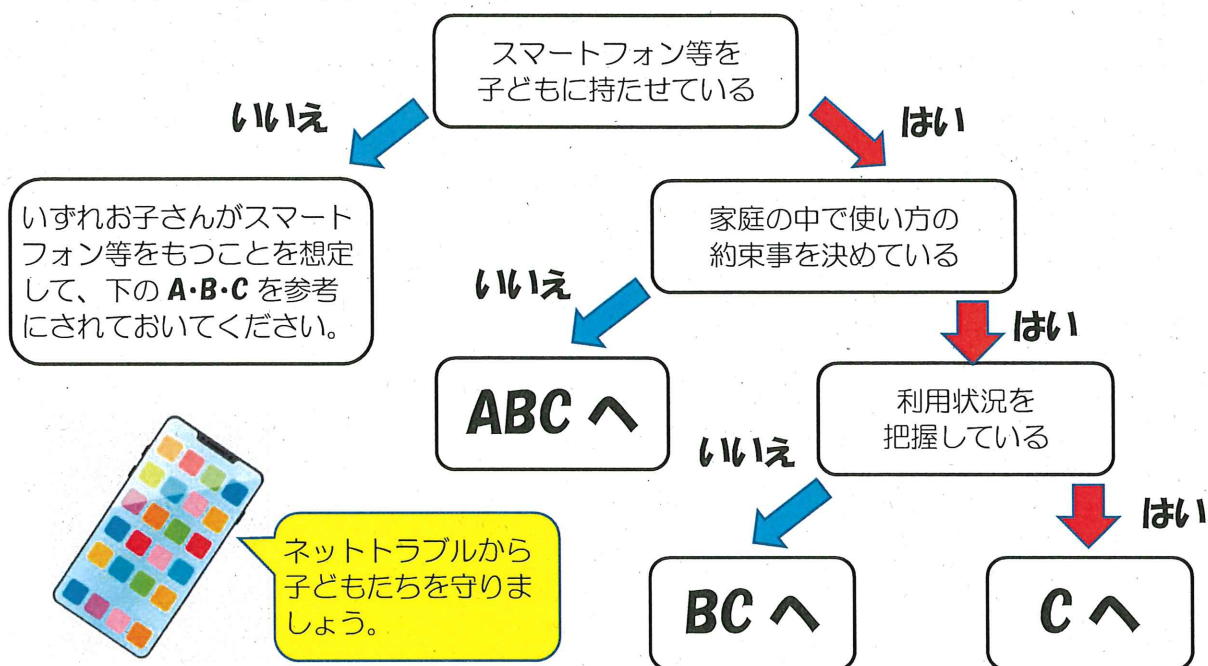 スマートフォン等を
子どもに持たせている
いいえ
はい
いずれお子さんがスマート
フォン等をもつことを想定
して、下の A・B・C を参考
にされておいてください。
家庭の中で使い方の
約束事を決めている
いいえ
はい
ABC へ
利用状況を
把握している
いいえ
はい
ネットトラブルから
子どもたちを守りま
しょう。
BC へ
C へ